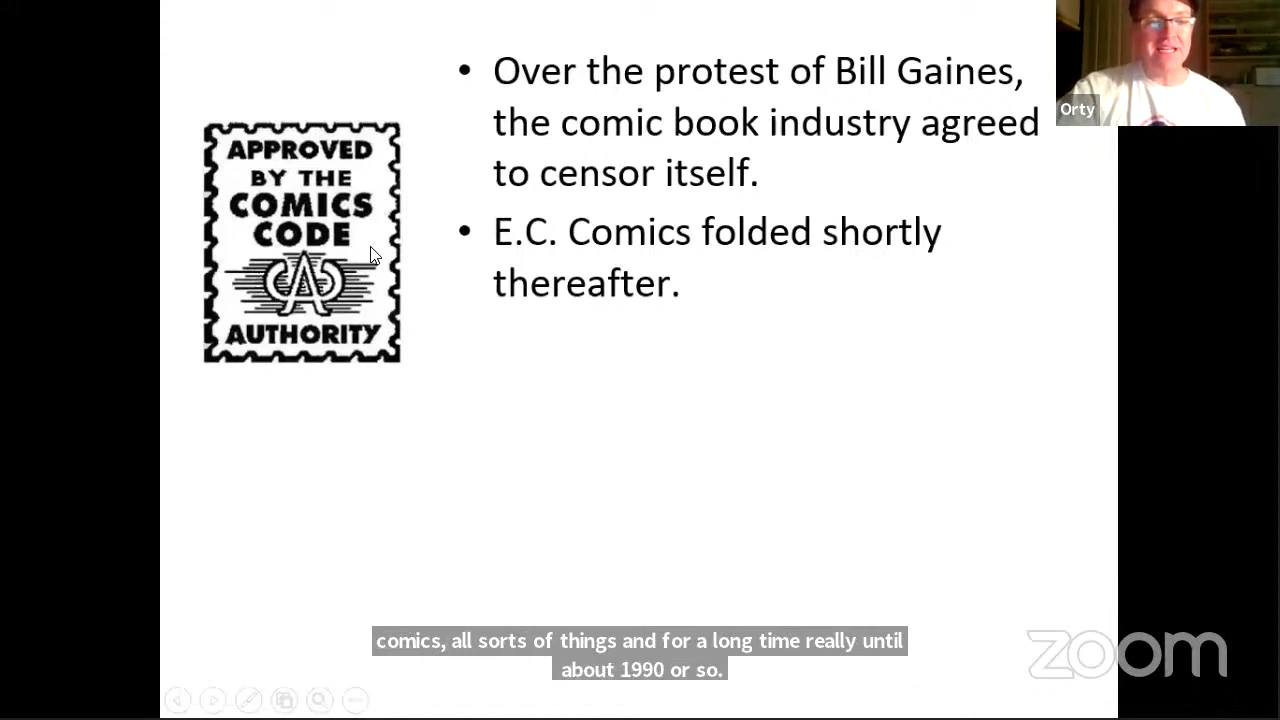 • Over the protest of Bill Gaines,
the comic book industry agreed
to censor itself.
• E.C. Comics folded shortly
thereafter.
APPROVED
BY THE
COMICS
CODE
CA
AUTHORITY
Orty
comics, all sorts of things and for a long time really until
about 1990 or so.
zoom